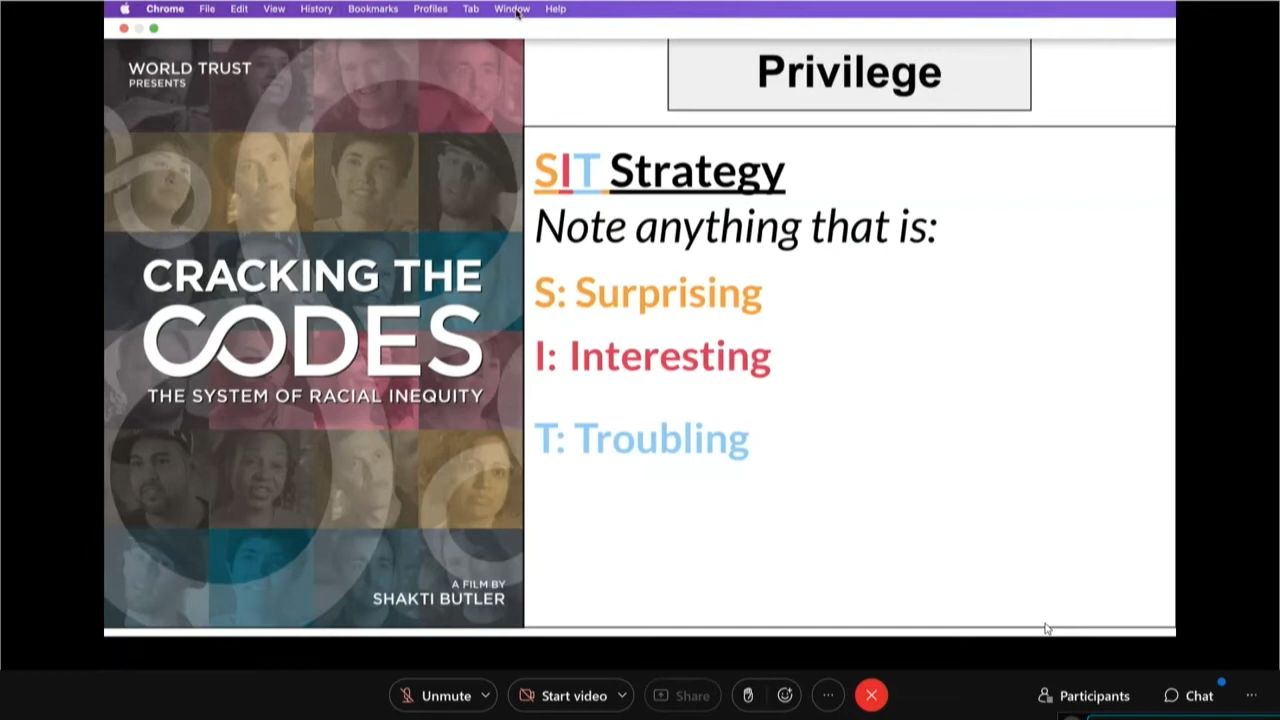 Chrome File Edit View History Bookmarks Profiles Tab Window Help
WORLD TRUST
PRESENTS
CRACKING THE
CODES
THE SYSTEM OF RACIAL INEQUITY
A FILM BY
SHAKTI BUTLER
Privilege
SIT Strategy
Note anything that is:
S: Surprising
I: Interesting
T: Troubling
Unmute Start video Share Participants Chat